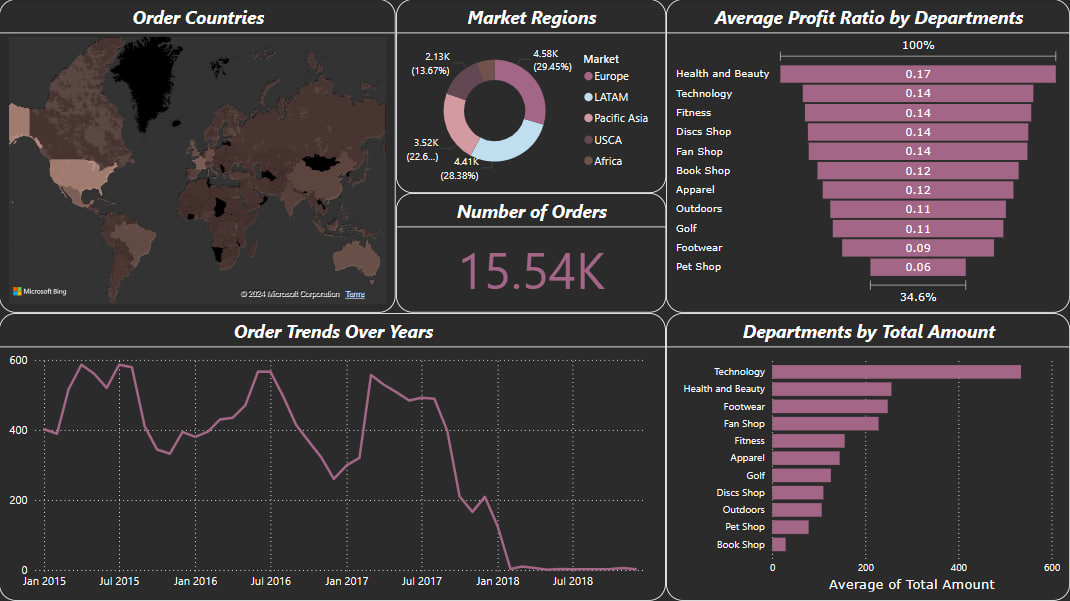 Order Countries
Microsoft Bing
© 2024 Microsoft Corporation Terms
Market Regions
2.13K
(13.67%)
4.58K
(29.45%)
3.52K
(22.6...)
4.41K
(28.38%)
Market
Europe
LATAM
Pacific Asia
USCA
Africa
Number of Orders
15.54K
Average Profit Ratio by Departments
100%
Health and Beauty 0.17
Technology 0.14
Fitness 0.14
Discs Shop 0.14
Fan Shop 0.14
Book Shop 0.12
Apparel 0.12
Outdoors 0.11
Golf 0.11
Footwear 0.09
Pet Shop 0.06
34.6%
Order Trends Over Years
600
400
200
0
Jan 2015 Jul 2015 Jan 2016 Jul 2016 Jan 2017 Jul 2017 Jan 2018 Jul 2018
Departments by Total Amount
Technology
Health and Beauty
Footwear
Fan Shop
Fitness
Apparel
Golf
Discs Shop
Outdoors
Pet Shop
Book Shop
0 200 400 600
Average of Total Amount